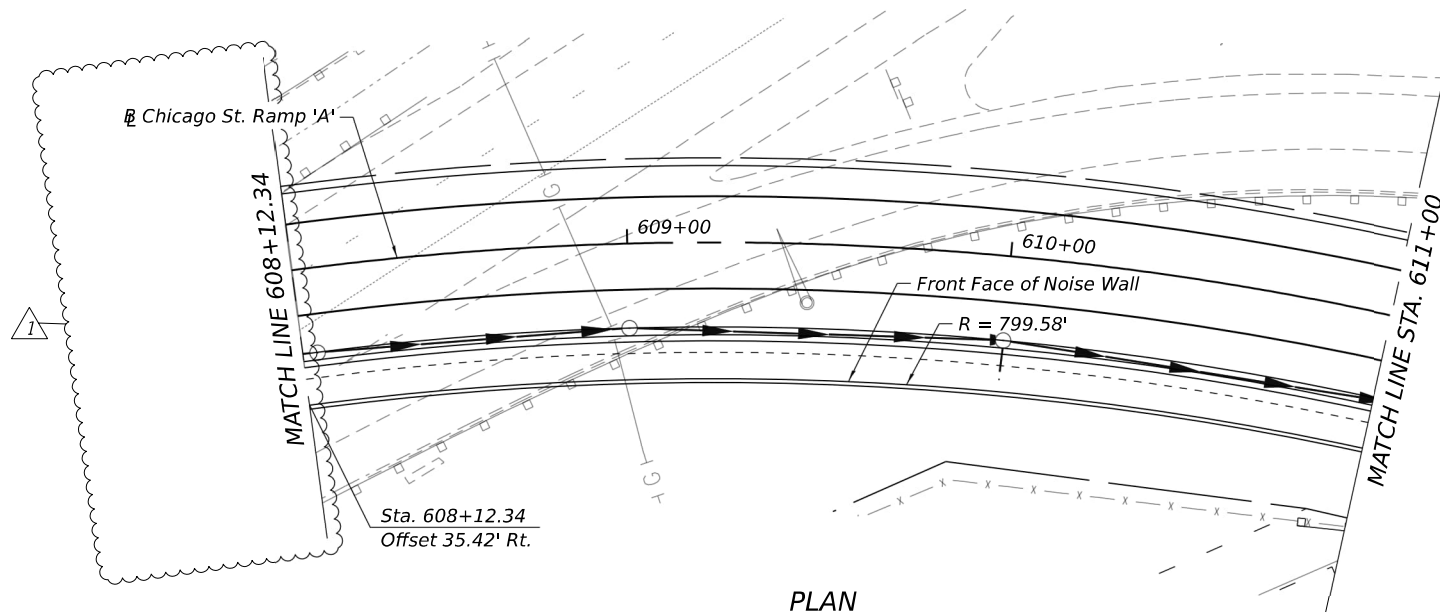 ℄ Chicago St. Ramp 'A'
MATCH LINE 608+12.34
609+00
610+00
Front Face of Noise Wall
R = 799.58'
MATCH LINE STA. 611+00
1
G
G
Sta. 608+12.34
Offset 35.42' Rt.
PLAN